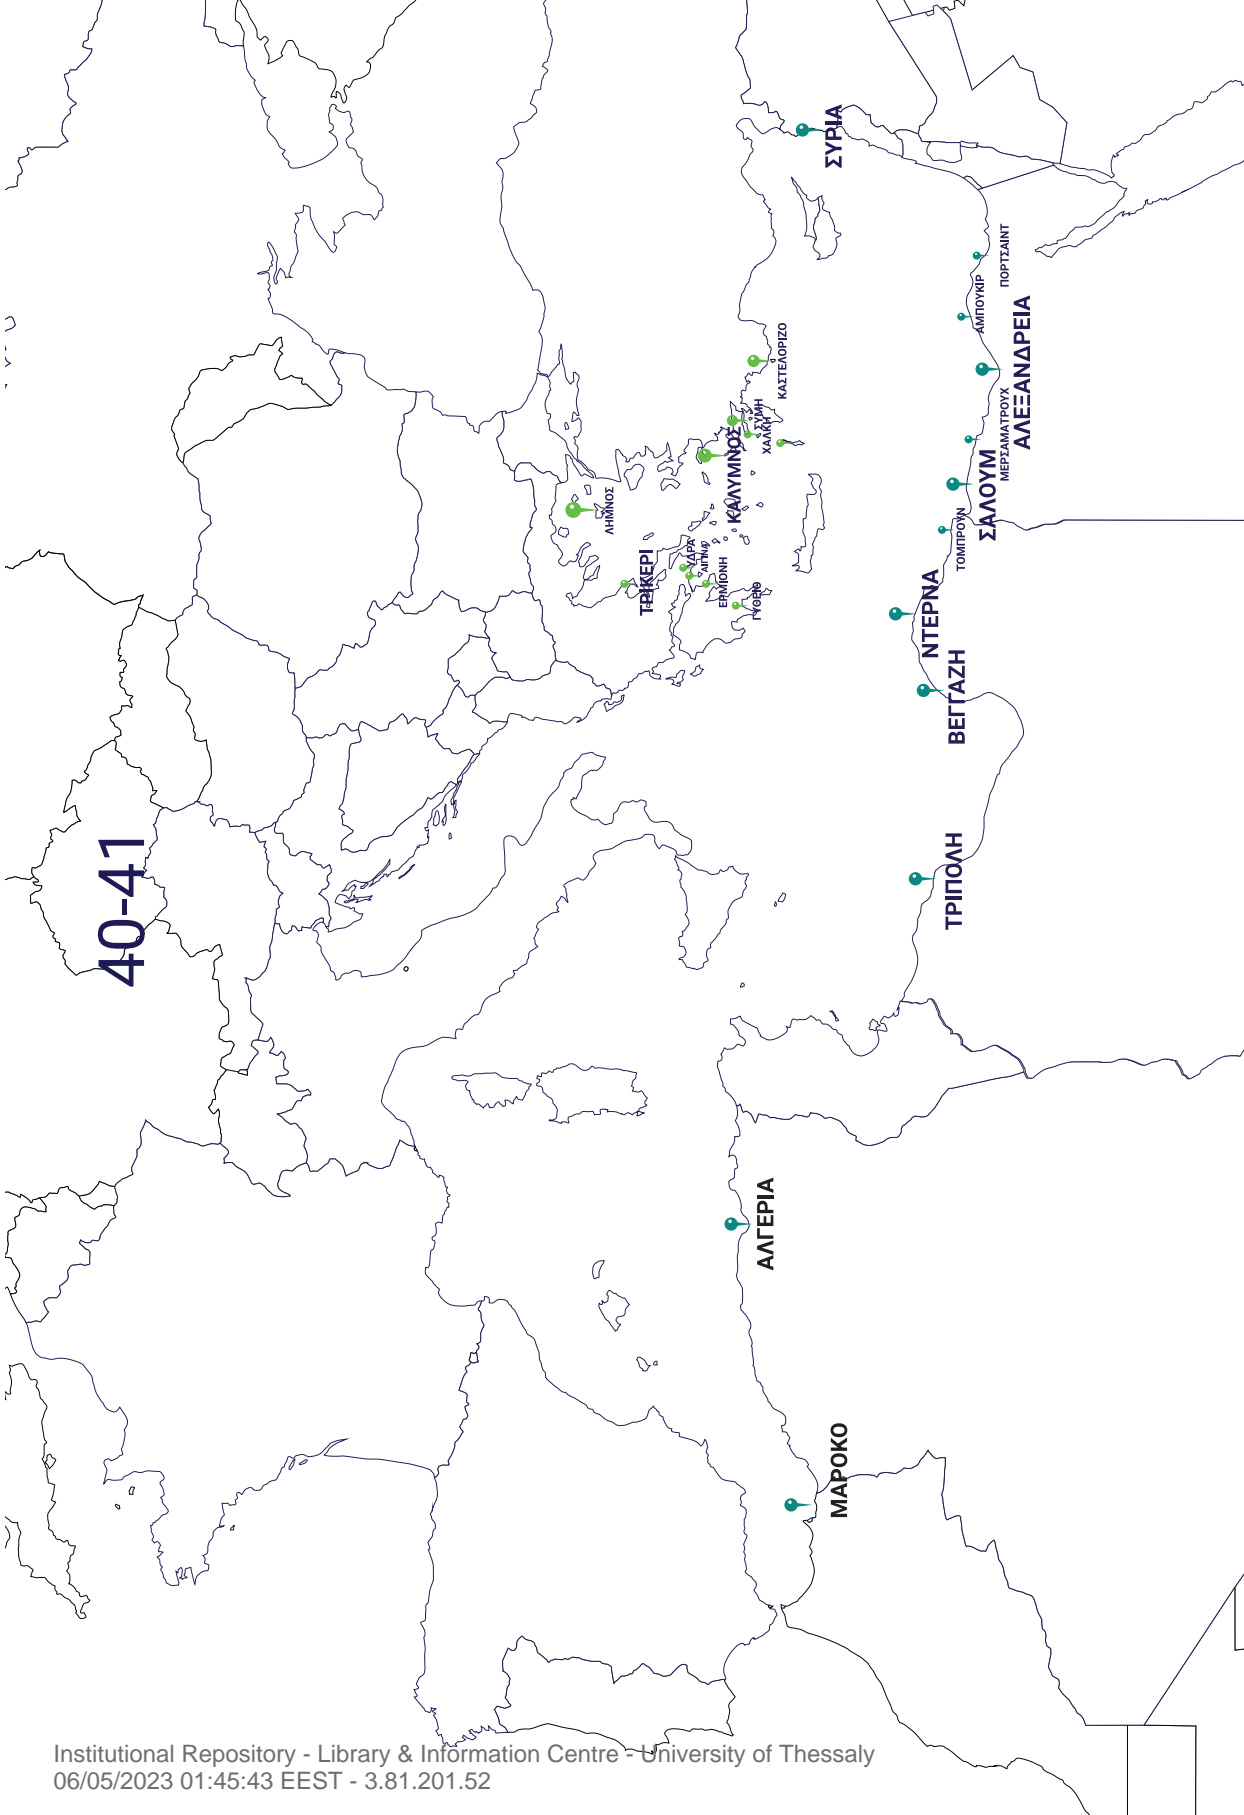 40-41
ΛΗΜΝΟΣ
ΤΡΙΚΕΡΙ
ΥΔΡΑ
ΑΙΓΙΝΑ
ΕΡΜΙΟΝΗ
ΓΥΘΕΙΟ
ΚΑΛΥΜΝΟΣ
ΣΥΜΗ
ΧΑΛΚΗ
ΚΑΣΤΕΛΟΡΙΖΟ
ΣΥΡΙΑ
ΠΟΡΤΣΑΙΝΤ
ΑΜΠΟΥΚΙΡ
ΑΛΕΞΑΝΔΡΕΙΑ
ΜΕΡΣΑΜΑΤΡΟΥΧ
ΣΑΛΟΥΜ
ΤΟΜΠΡΟΥΝ
ΝΤΕΡΝΑ
ΒΕΓΓΑΖΗ
ΤΡΙΠΟΛΗ
ΑΛΓΕΡΙΑ
ΜΑΡΟΚΟ
Institutional Repository - Library & Information Centre - University of Thessaly
06/05/2023 01:45:43 EEST - 3.81.201.52